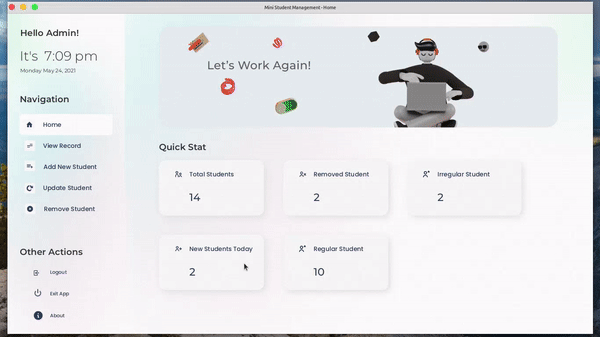 Mini Student Management - Home
Hello Admin!
It's 7:09 pm
Monday May 24, 2021
Navigation
Home
View Record
Add New Student
Update Student
Remove Student
Other Actions
Logout
Exit App
About
Let's Work Again!
Quick Stat
Total Students
14
Removed Student
2
Irregular Student
2
New Students Today
2
Regular Student
10